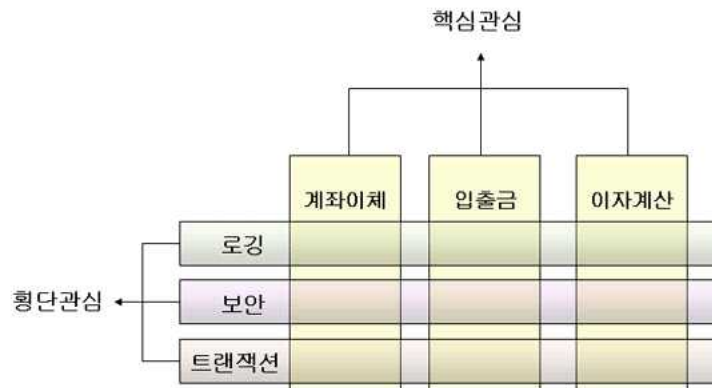 핵심관심
계좌이체 입출금 이자계산
로깅
횡단관심
보안
트랜잭션